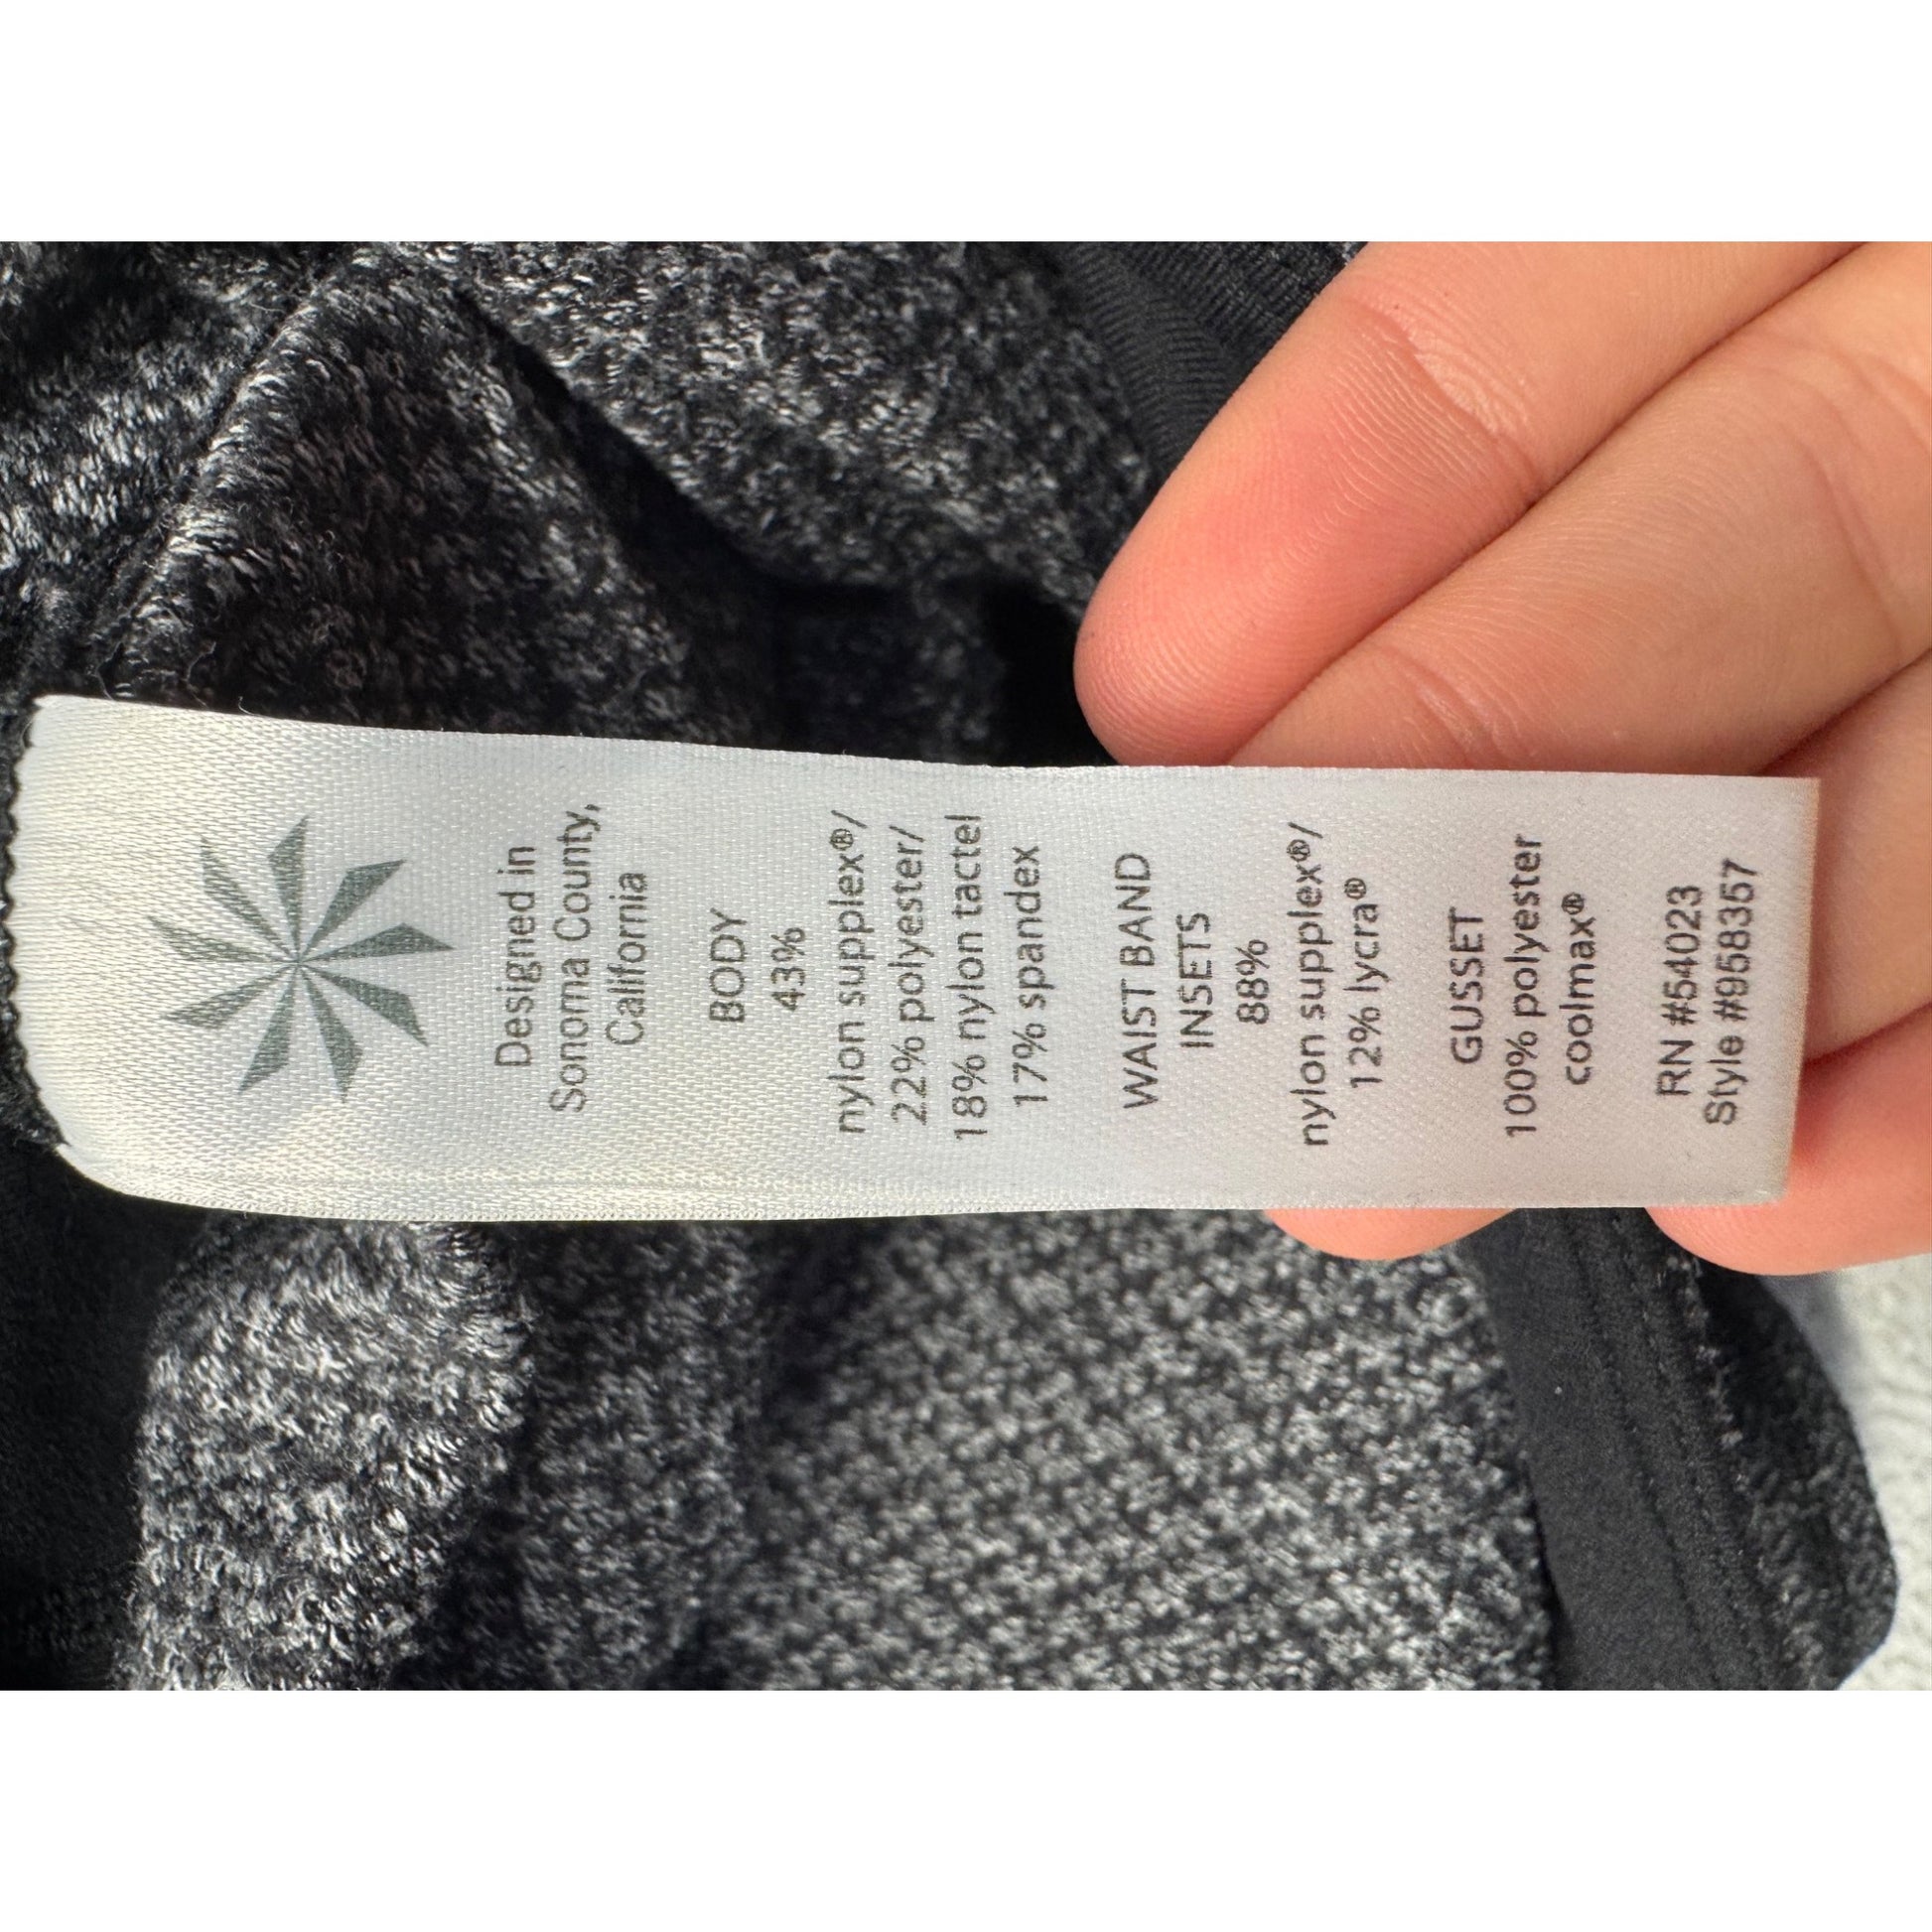 Designed in
Sonoma County,
California
BODY
43%
nylon supplex®/
22% polyester/
18% nylon tactel
17% spandex
WAIST BAND
INSETS
88%
nylon supplex®/
12% lycra®
GUSSET
100% polyester
coolmax®
RN #54023
Style #958357